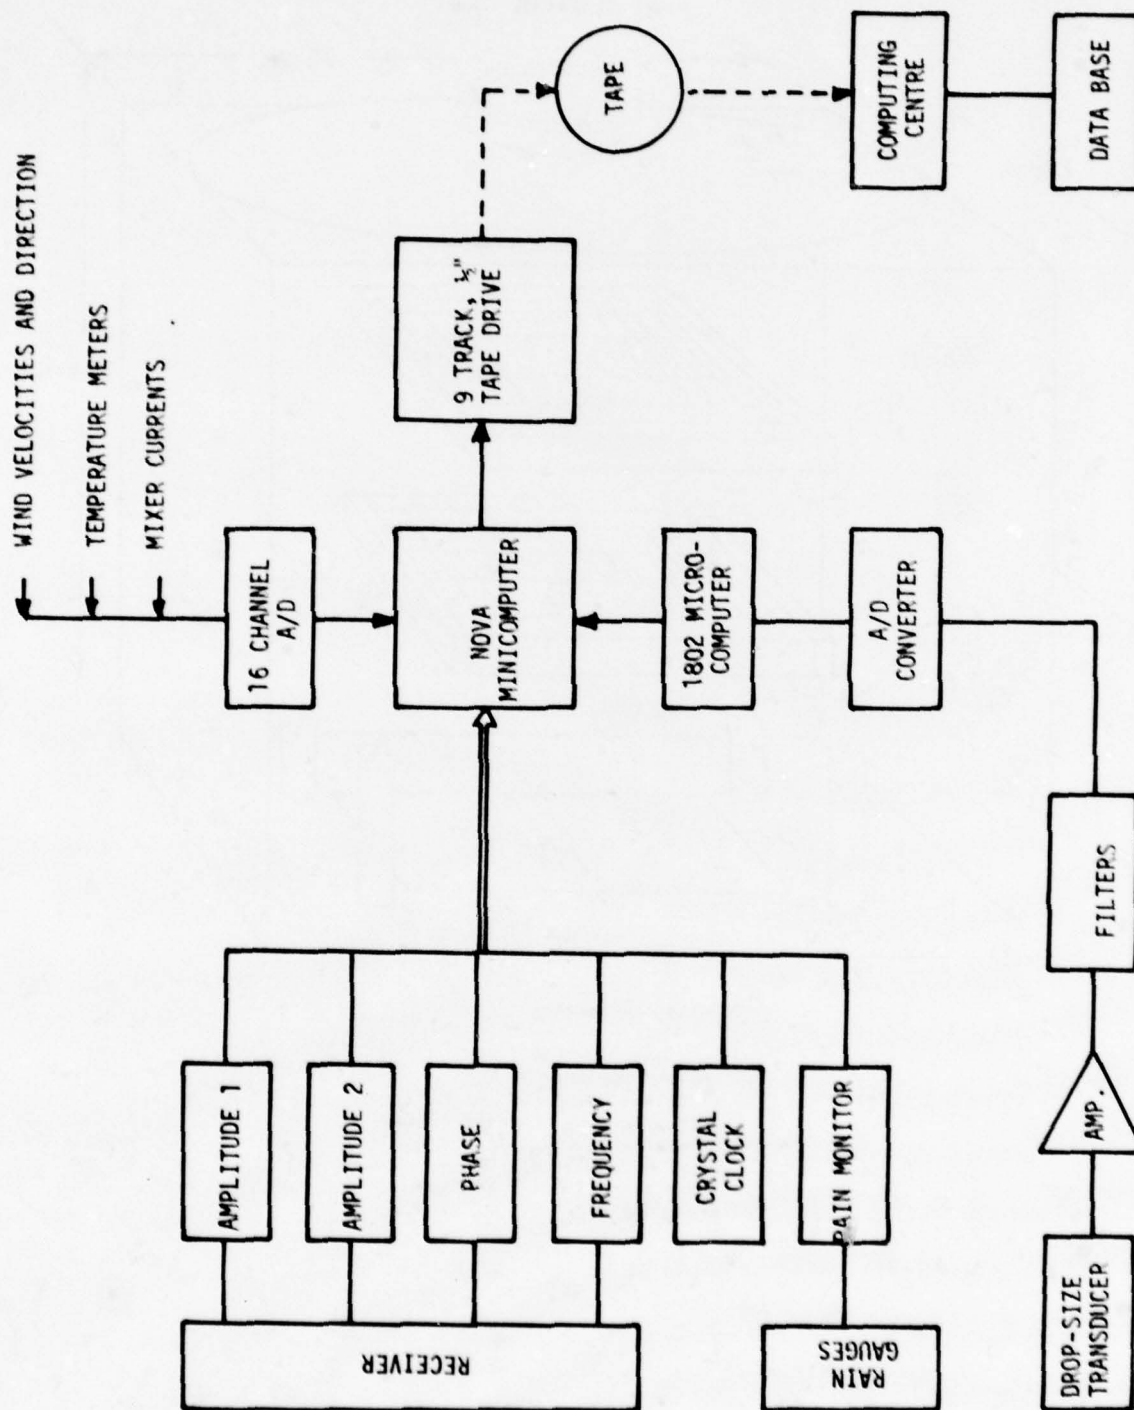 WIND VELOCITIES AND DIRECTION
TEMPERATURE METERS
MIXER CURRENTS
16 CHANNEL
A/D
NOVA
MINICOMPUTER
9 TRACK, ½"
TAPE DRIVE
TAPE
COMPUTING
CENTRE
DATA BASE
1802 MICRO-
COMPUTER
A/D
CONVERTER
RECEIVER
AMPLITUDE 1
AMPLITUDE 2
PHASE
FREQUENCY
CRYSTAL
CLOCK
RAIN
GAUGES
RAIN MONITOR
DROP-SIZE
TRANSDUCER
AMP.
FILTERS